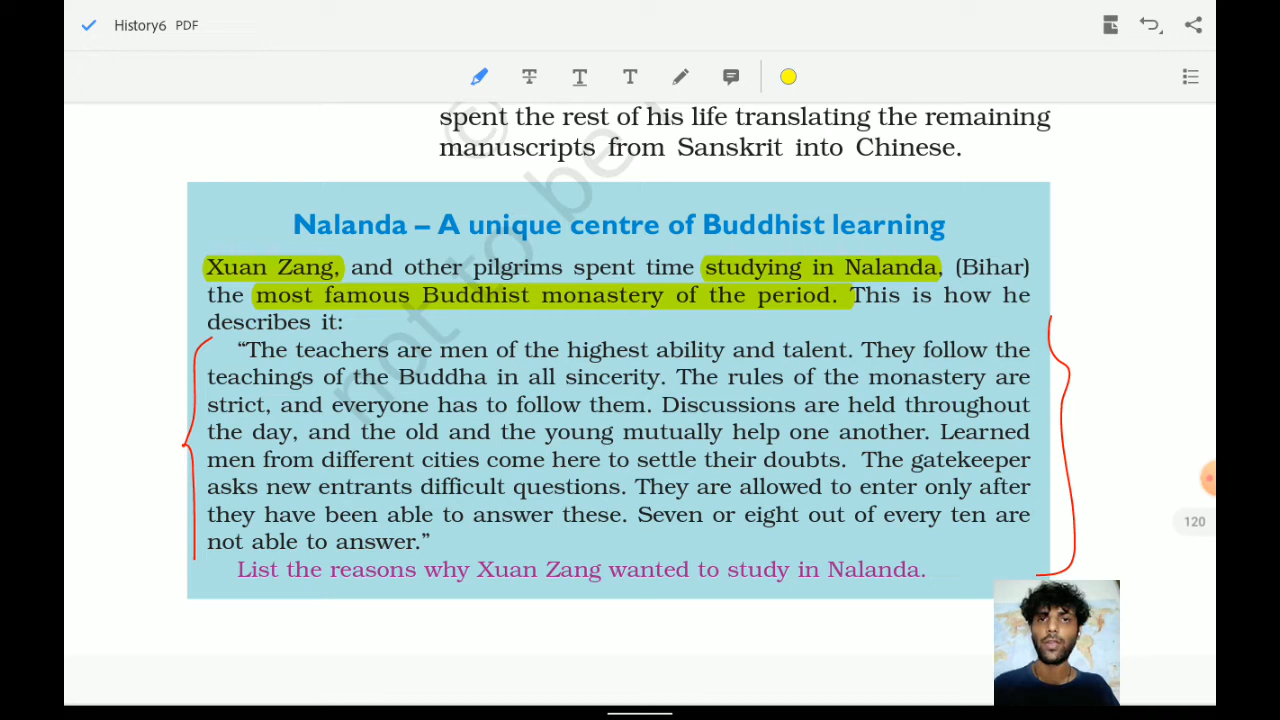 History6 PDF
spent the rest of his life translating the remaining
manuscripts from Sanskrit into Chinese.
Nalanda – A unique centre of Buddhist learning
Xuan Zang, and other pilgrims spent time studying in Nalanda, (Bihar)
the most famous Buddhist monastery of the period. This is how he
describes it:
“The teachers are men of the highest ability and talent. They follow the
teachings of the Buddha in all sincerity. The rules of the monastery are
strict, and everyone has to follow them. Discussions are held throughout
the day, and the old and the young mutually help one another. Learned
men from different cities come here to settle their doubts. The gatekeeper
asks new entrants difficult questions. They are allowed to enter only after
they have been able to answer these. Seven or eight out of every ten are
not able to answer.”
List the reasons why Xuan Zang wanted to study in Nalanda.
120
© not to be